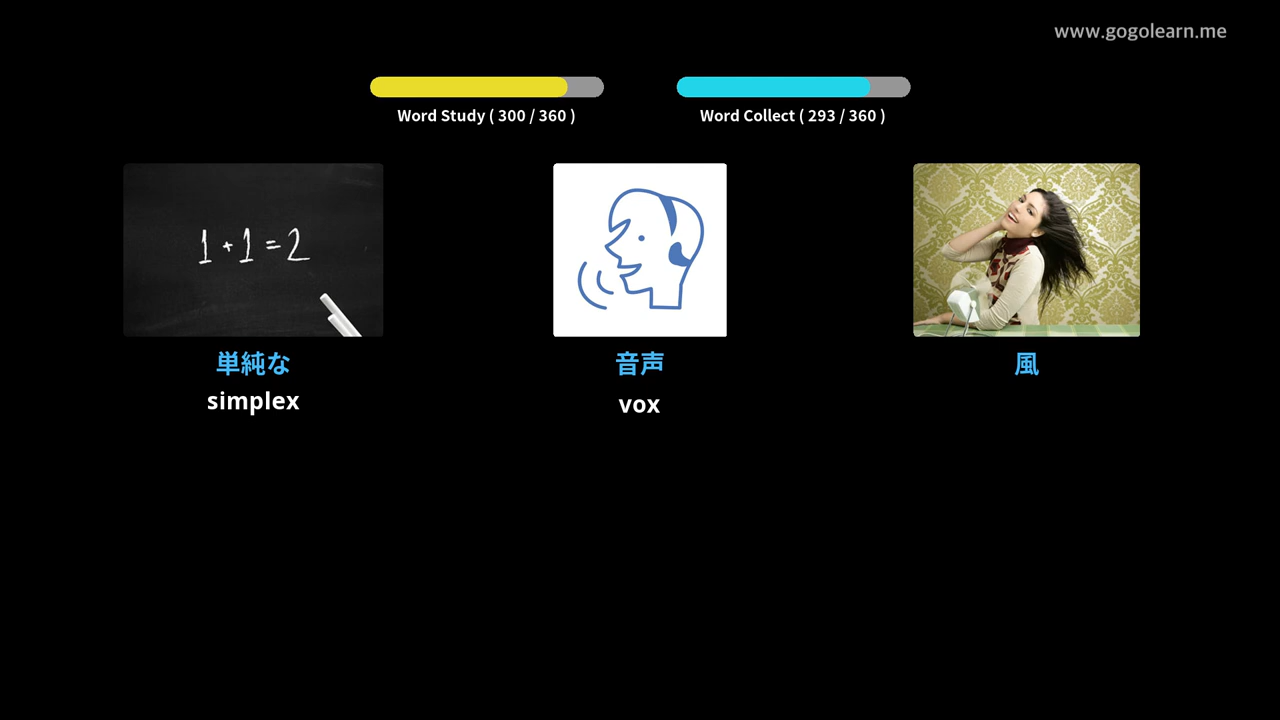 www.gogolearn.me
Word Study ( 300 / 360 )
Word Collect ( 293 / 360 )
1 + 1 = 2
単純な
音声
風
simplex
vox